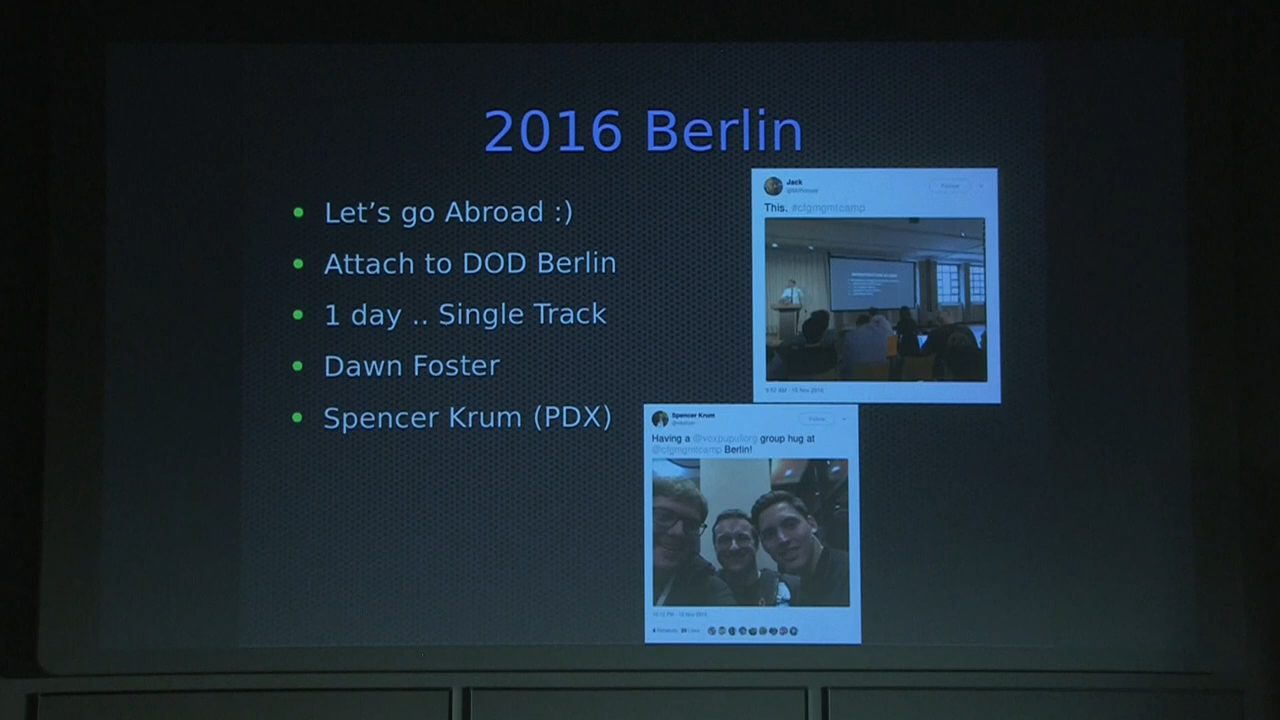 2016 Berlin
Let's go Abroad :)
Attach to DOD Berlin
1 day .. Single Track
Dawn Foster
Spencer Krum (PDX)
Jack
This. #cfgmgmtcamp
Spencer Krum
Having a @voxpupuliorg group hug at
@cfgmgmtcamp Berlin!